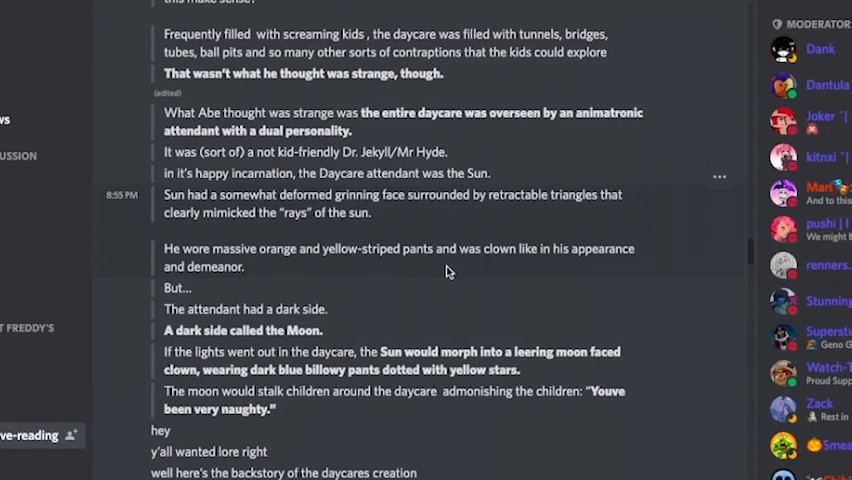 this make sense?
Frequently filled with screaming kids , the daycare was filled with tunnels, bridges,
tubes, ball pits and so many other sorts of contraptions that the kids could explore
That wasn't what he thought was strange, though.
(edited)
What Abe thought was strange was the entire daycare was overseen by an animatronic
attendant with a dual personality.
It was (sort of) a not kid-friendly Dr. Jekyll/Mr Hyde.
in it's happy incarnation, the Daycare attendant was the Sun.
8:55 PM
Sun had a somewhat deformed grinning face surrounded by retractable triangles that
clearly mimicked the "rays" of the sun.
He wore massive orange and yellow-striped pants and was clown like in his appearance
and demeanor.
But...
The attendant had a dark side.
A dark side called the Moon.
If the lights went out in the daycare, the Sun would morph into a leering moon faced
clown, wearing dark blue billowy pants dotted with yellow stars.
The moon would stalk children around the daycare admonishing the children: "Youve
been very naughty."
hey
y'all wanted lore right
well here's the backstory of the daycares creation
ws
USSION
T FREDDY'S
ve-reading
MODERATOR
Dank
Dantula
Joker ~|
kitnxi ~|
Mari
And to this
pushi |
We might
renners.
Stunning
Superstu
Geno G
Watch-T
Proud Supp
Zack
Rest in
Smea